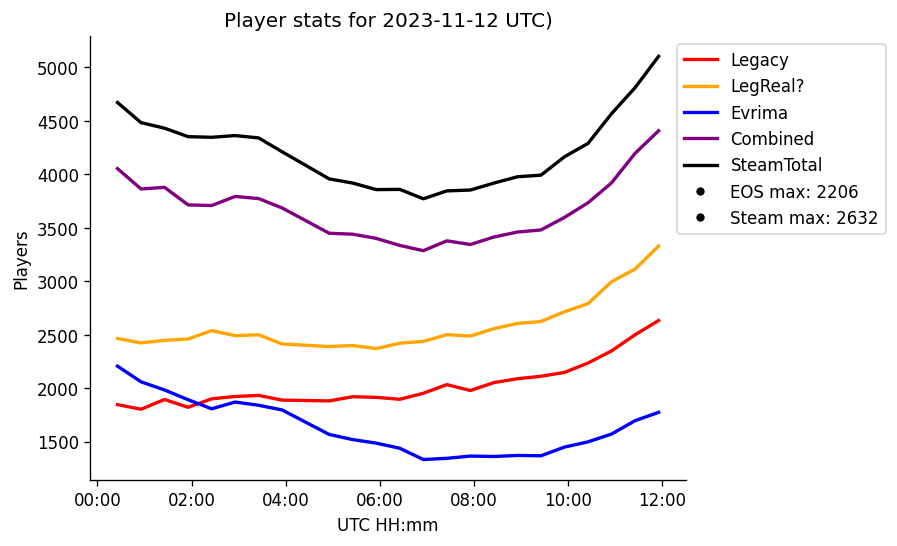 Player stats for 2023-11-12 UTC)
5000
4500
4000
3500
3000
2500
2000
1500
Players
00:00 02:00 04:00 06:00 08:00 10:00 12:00
UTC HH:mm
Legacy
LegReal?
Evrima
Combined
SteamTotal
EOS max: 2206
Steam max: 2632